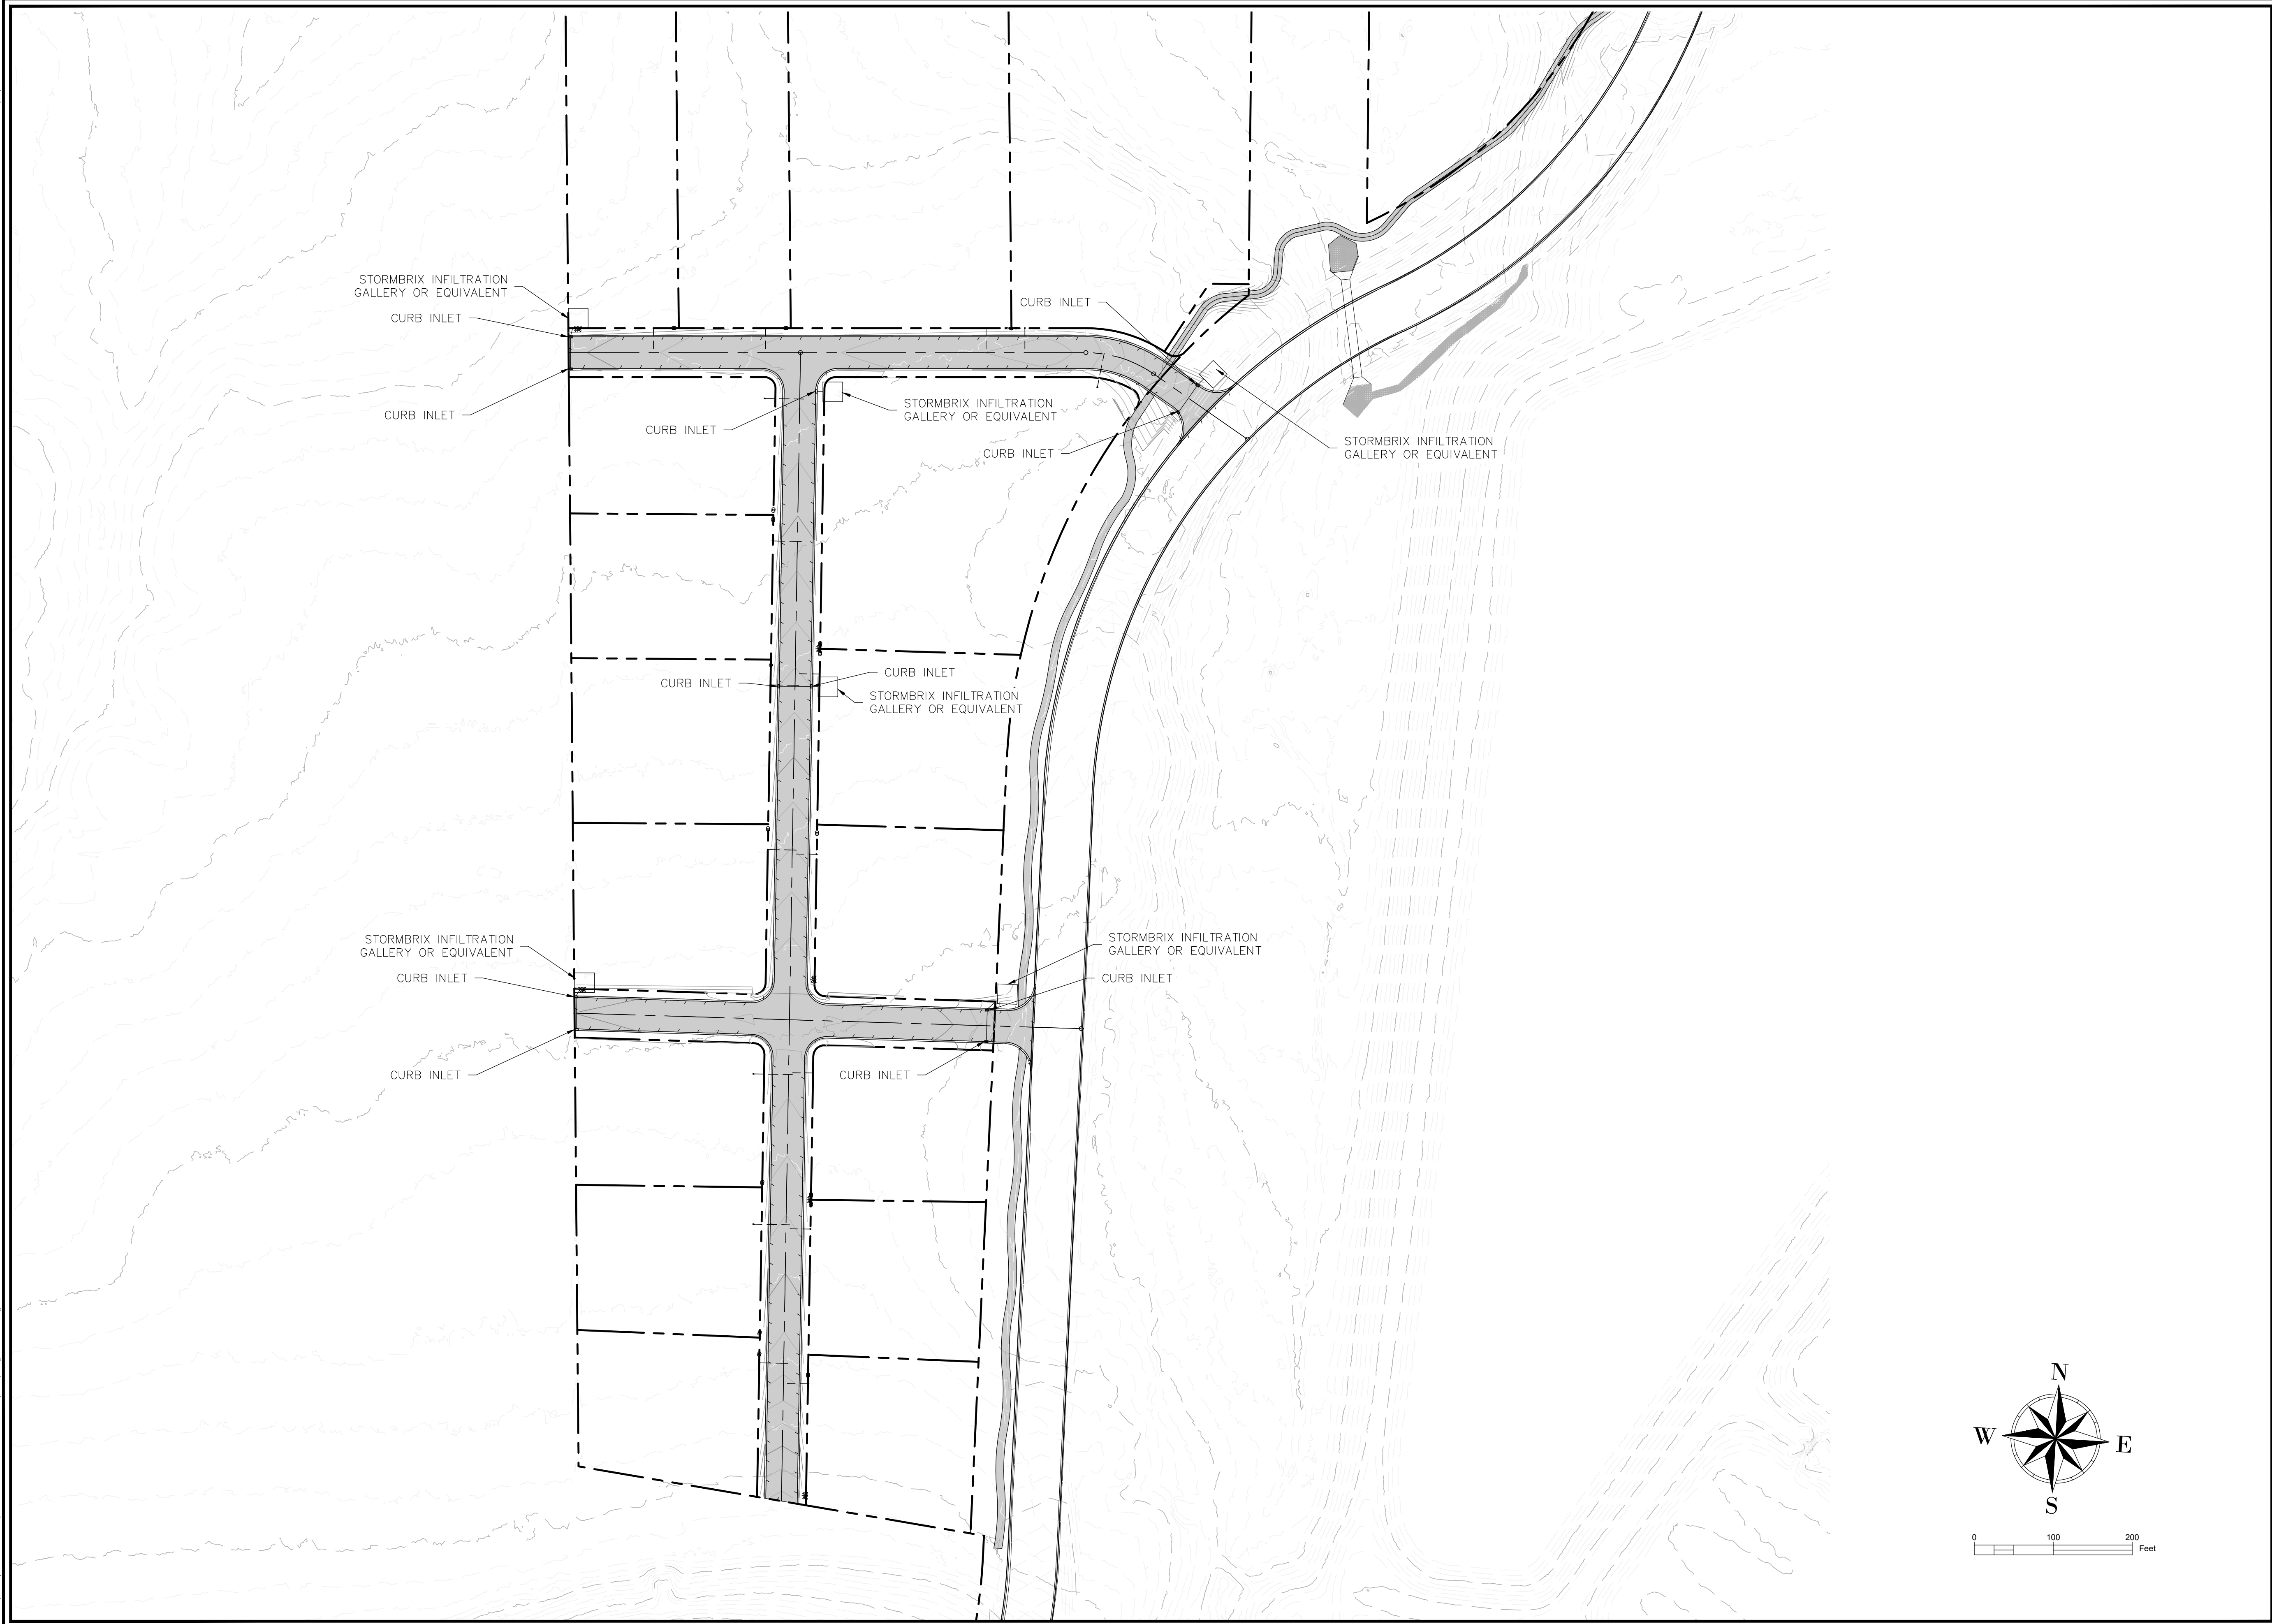 STORMBRIX INFILTRATION
GALLERY OR EQUIVALENT
CURB INLET
CURB INLET
CURB INLET
STORMBRIX INFILTRATION
GALLERY OR EQUIVALENT
CURB INLET
CURB INLET
STORMBRIX INFILTRATION
GALLERY OR EQUIVALENT
CURB INLET
CURB INLET
STORMBRIX INFILTRATION
GALLERY OR EQUIVALENT
STORMBRIX INFILTRATION
GALLERY OR EQUIVALENT
CURB INLET
STORMBRIX INFILTRATION
GALLERY OR EQUIVALENT
CURB INLET
CURB INLET
CURB INLET
N
W
E
S
0 100 200
Feet